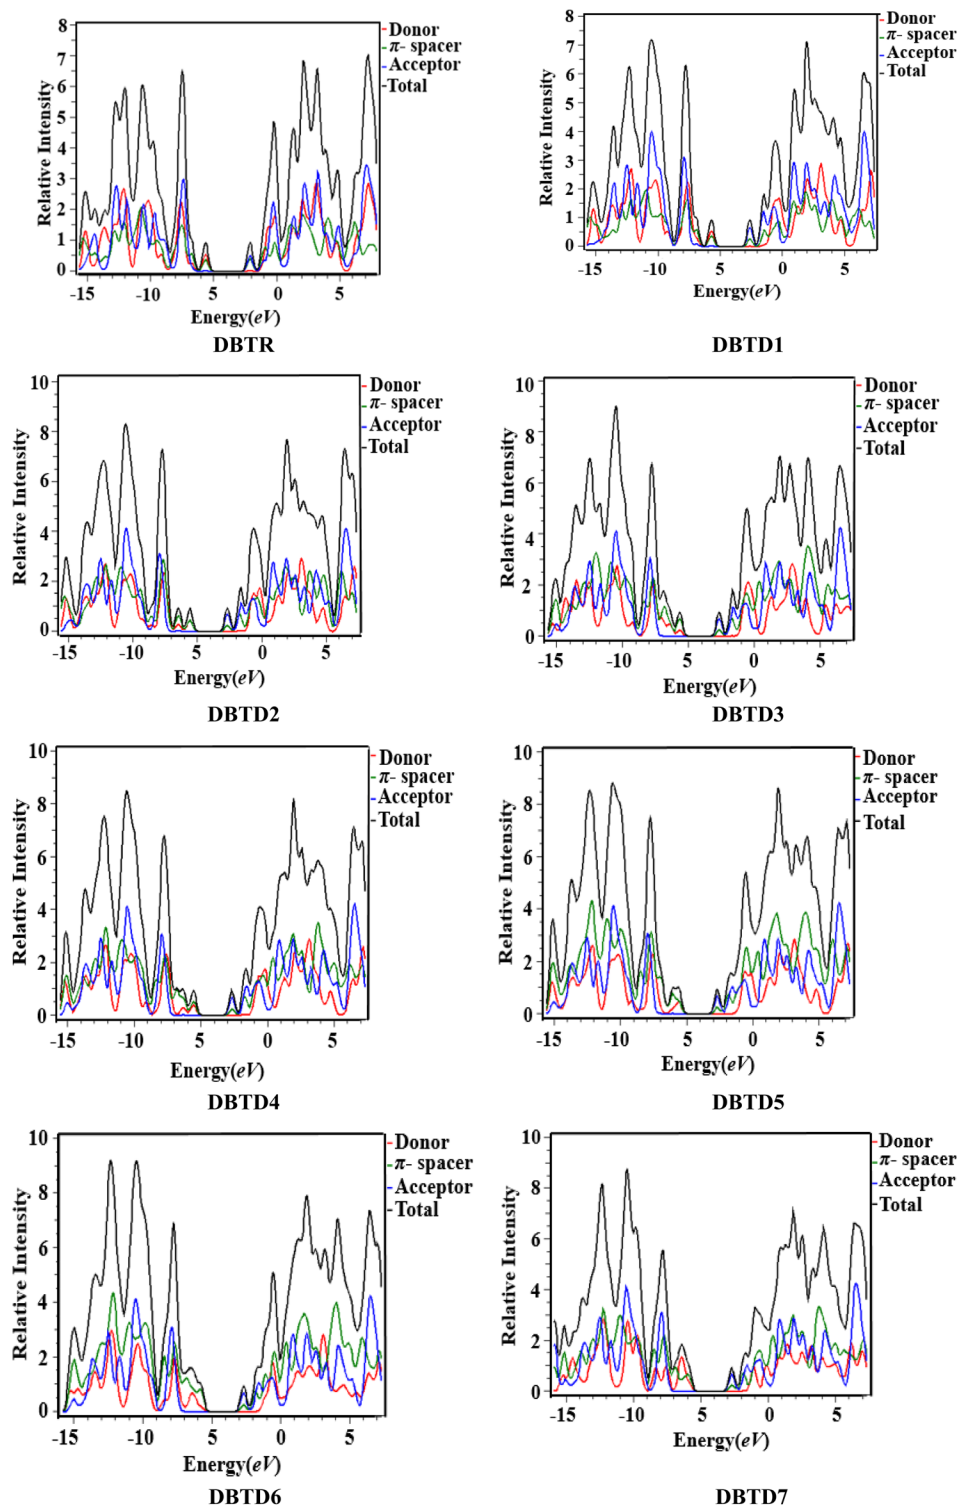 8
7
6
5
4
3
2
1
0
Relative Intensity
-15
-10
-5
0
5
Energy(eV)
Donor
π- spacer
Acceptor
Total
DBTR
8
7
6
5
4
3
2
1
0
Relative Intensity
-15
-10
-5
0
5
Energy(eV)
Donor
π- spacer
Acceptor
Total
DBTD1
10
8
6
4
2
0
Relative Intensity
-15
-10
5
0
5
Energy(eV)
Donor
π- spacer
Acceptor
Total
DBTD2
10
8
6
4
2
0
Relative Intensity
-15
-10
5
0
5
Energy(eV)
Donor
π- spacer
Acceptor
Total
DBTD3
10
8
6
4
2
0
Relative Intensity
-15
-10
5
0
5
Energy(eV)
Donor
π- spacer
Acceptor
Total
DBTD4
10
8
6
4
2
0
Relative Intensity
-15
-10
5
0
5
Energy(eV)
Donor
π- spacer
Acceptor
Total
DBTD5
10
8
6
4
2
0
Relative Intensity
-15
-10
5
0
5
Energy(eV)
Donor
π- spacer
Acceptor
Total
DBTD6
10
8
6
4
2
0
Relative Intensity
-15
-10
5
0
5
Energy(eV)
Donor
π- spacer
Acceptor
Total
DBTD7